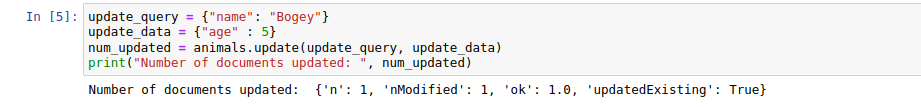 In [5]: update_query = {"name": "Bogey"}
update_data = {"age" : 5}
num_updated = animals.update(update_query, update_data)
print("Number of documents updated: ", num_updated)
Number of documents updated:  {'n': 1, 'nModified': 1, 'ok': 1.0, 'updatedExisting': True}